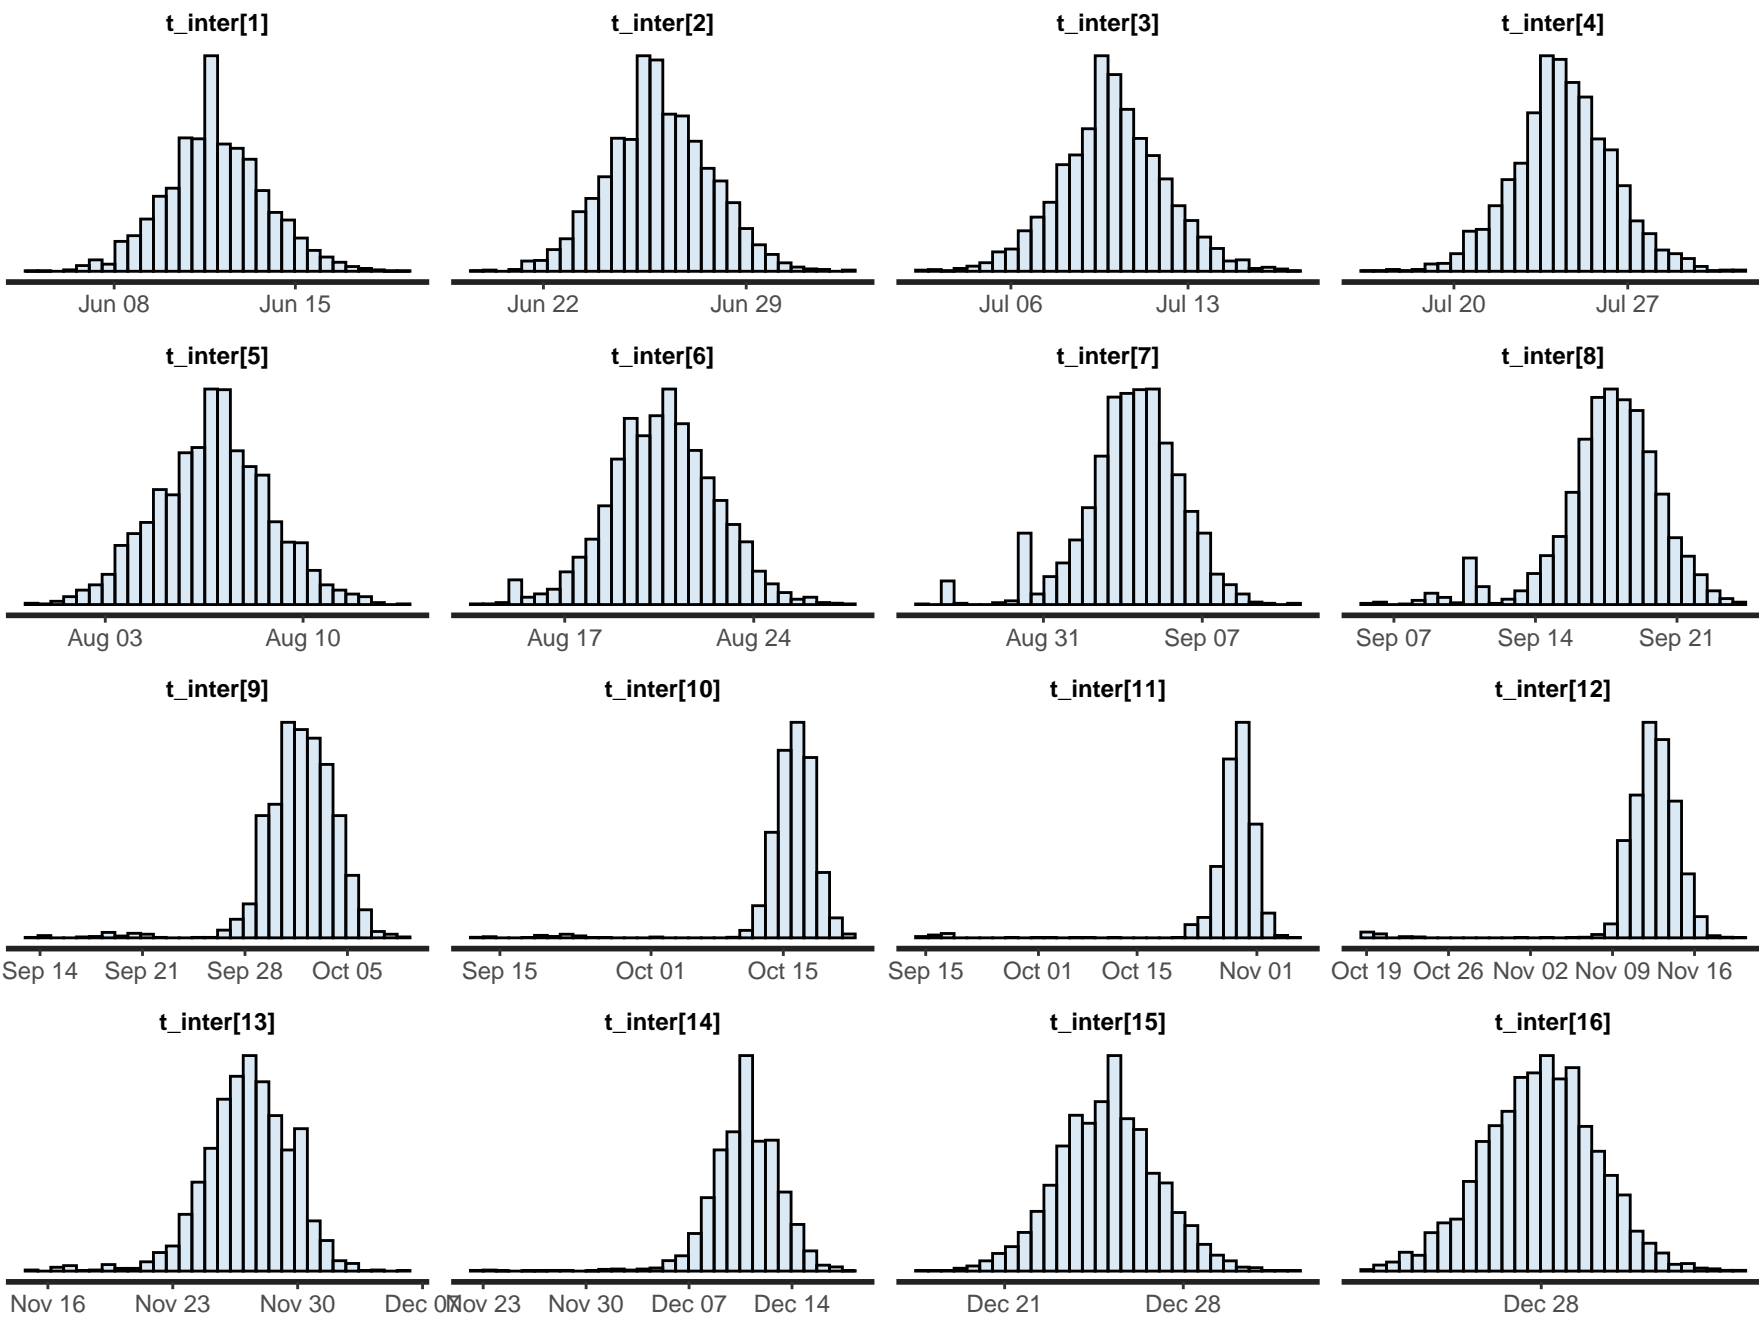 t_inter[1] t_inter[2] t_inter[3] t_inter[4]
Jun 08 Jun 15 Jun 22 Jun 29 Jul 06 Jul 13 Jul 20 Jul 27
t_inter[5] t_inter[6] t_inter[7] t_inter[8]
Aug 03 Aug 10 Aug 17 Aug 24 Aug 31 Sep 07 Sep 07 Sep 14 Sep 21
t_inter[9] t_inter[10] t_inter[11] t_inter[12]
Sep 14 Sep 21 Sep 28 Oct 05 Sep 15 Oct 01 Oct 15 Sep 15 Oct 01 Oct 15 Nov 01 Oct 19 Oct 26 Nov 02 Nov 09 Nov 16
t_inter[13] t_inter[14] t_inter[15] t_inter[16]
Nov 16 Nov 23 Nov 30 Dec 07 Nov 23 Nov 30 Dec 07 Dec 14 Dec 21 Dec 28 Dec 28